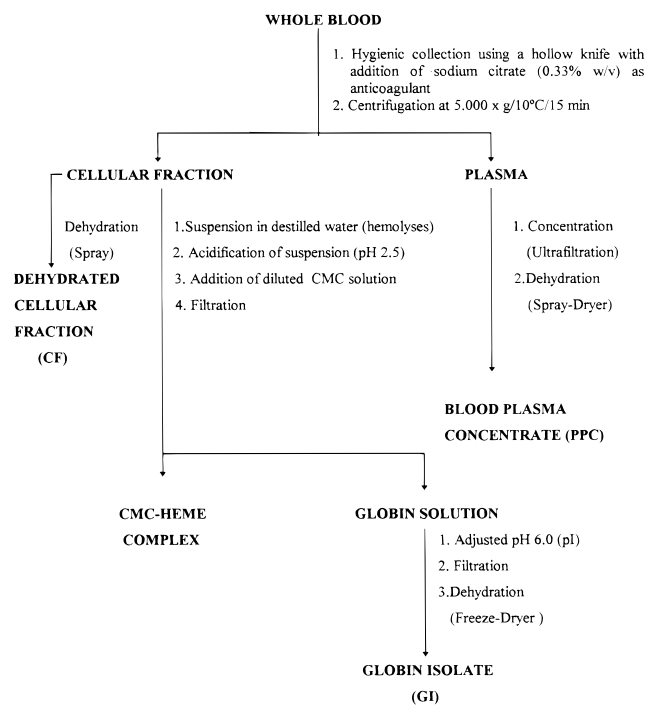 WHOLE BLOOD
1. Hygienic collection using a hollow knife with
addition of sodium citrate (0.33% w/v) as
anticoagulant
2. Centrifugation at 5.000 x g/10ºC/15 min
CELLULAR FRACTION
PLASMA
Dehydration
(Spray)
DEHYDRATED
CELLULAR
FRACTION
(CF)
1.Suspension in destilled water (hemolyses)
2. Acidification of suspension (pH 2.5)
3. Addition of diluted CMC solution
4. Filtration
1. Concentration
(Ultrafiltration)
2.Dehydration
(Spray-Dryer)
BLOOD PLASMA
CONCENTRATE (PPC)
CMC-HEME
COMPLEX
GLOBIN SOLUTION
1. Adjusted pH 6.0 (pI)
2. Filtration
3.Dehydration
(Freeze-Dryer )
GLOBIN ISOLATE
(GI)